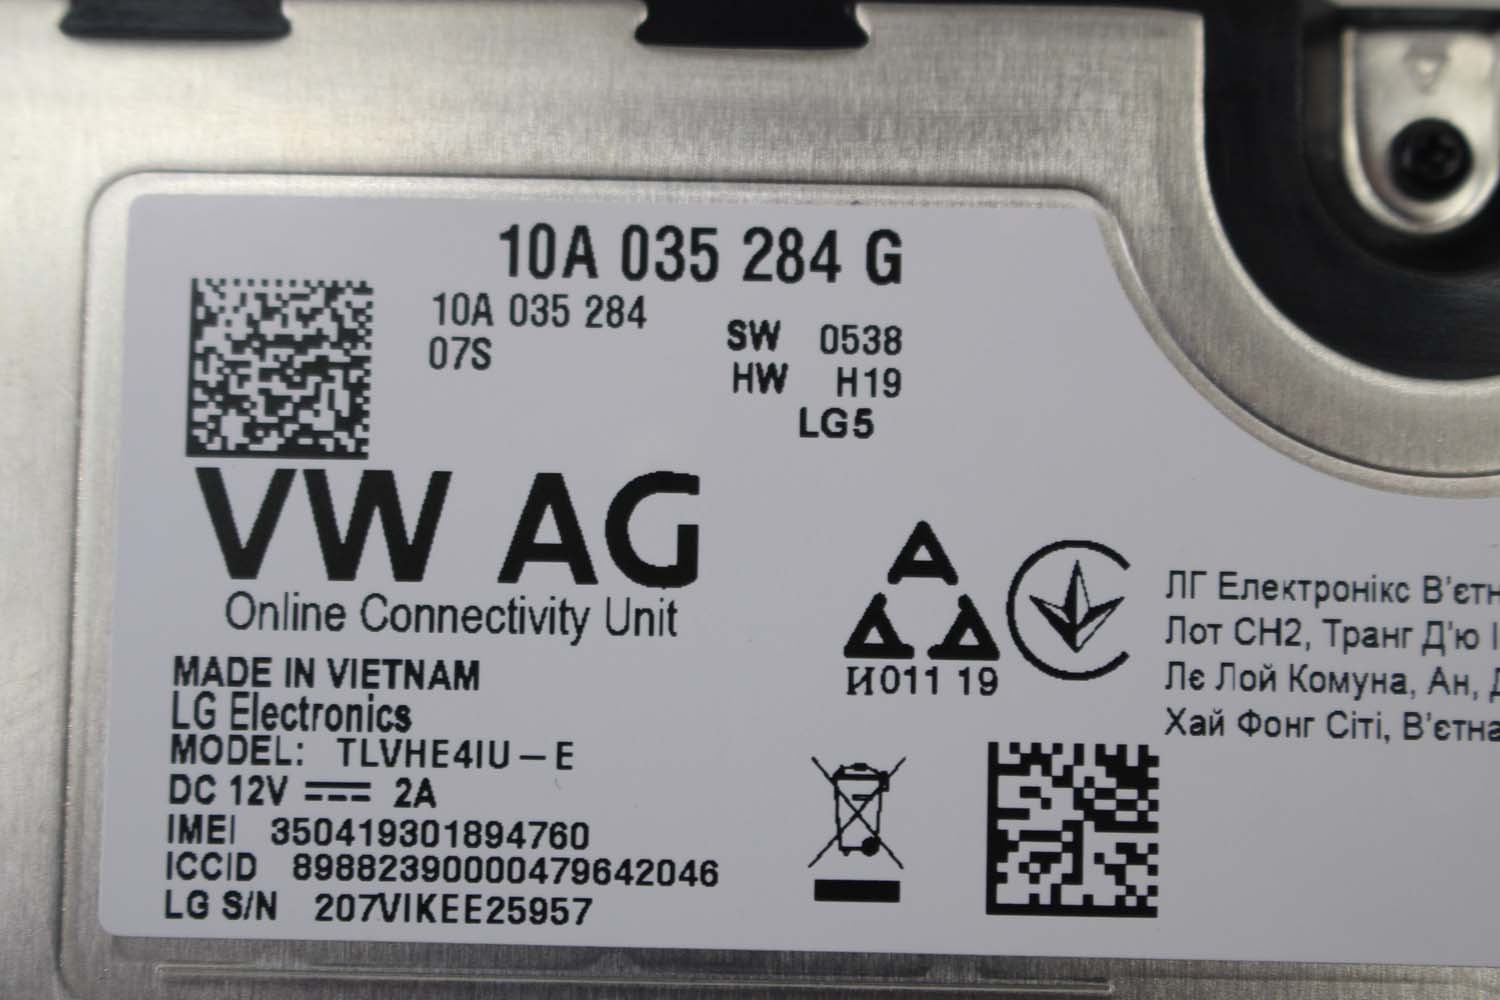 10A 035 284 G
10A 035 284
07S
SW 0538
HW H19
LG5
VW AG
Online Connectivity Unit
MADE IN VIETNAM
LG Electronics
MODEL: TLVHE4IU-E
DC 12V ⎓ 2A
IMEI 350419301894760
ICCID 89882390000479642046
LG S/N 207VIKEE25957
И011 19
ЛГ Електронікс В'єтн
Лот СН2, Транг Д'ю І
Лє Лой Комуна, Ан, Д
Хай Фонг Сіті, В'єтна